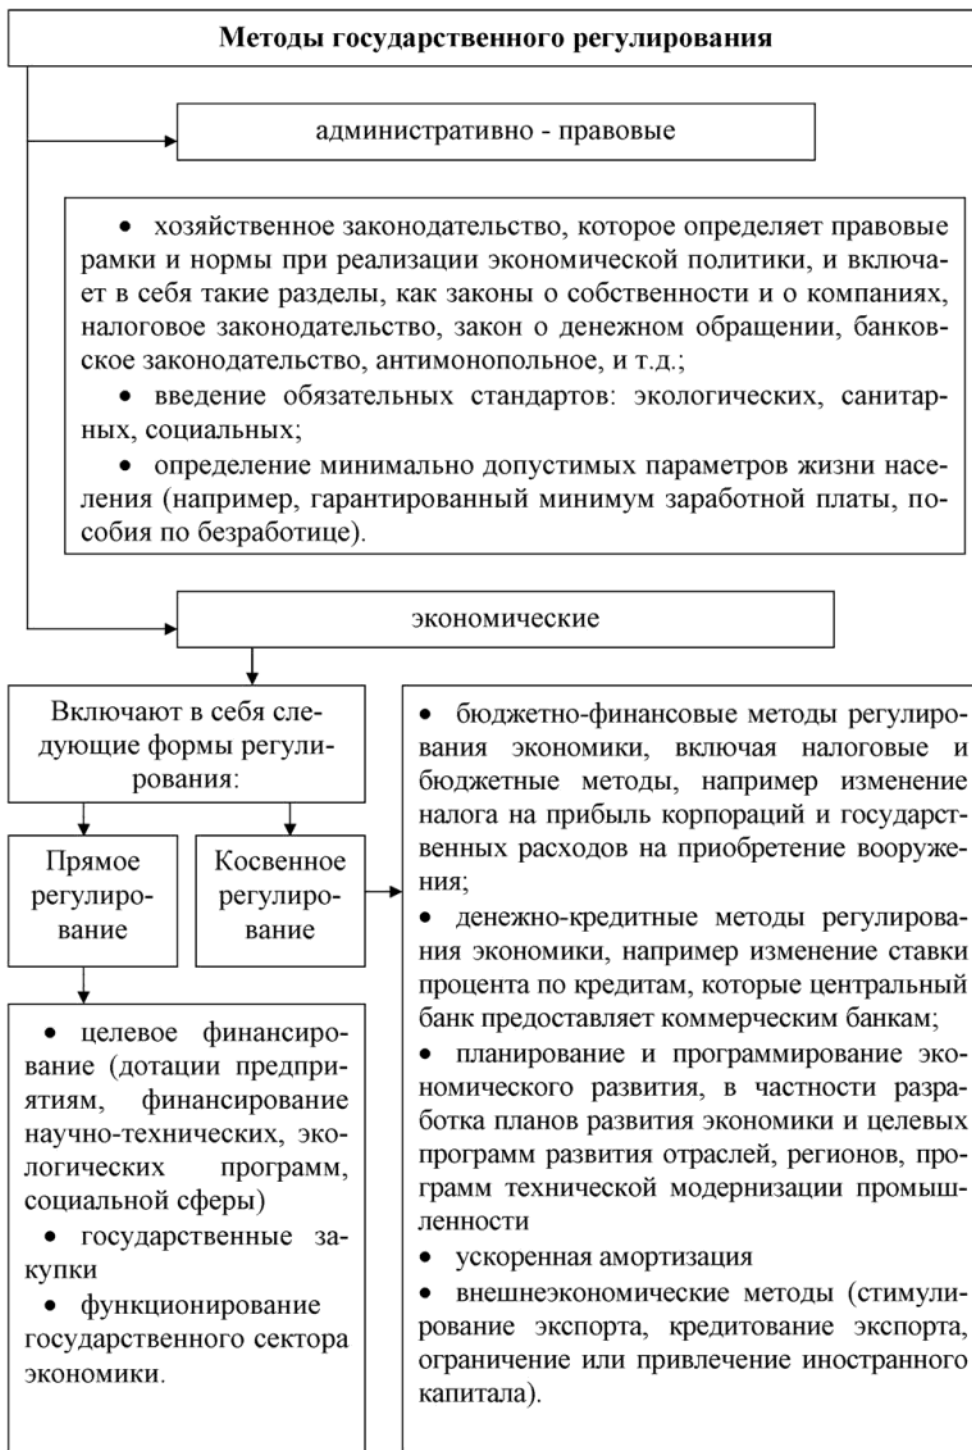 Методы государственного регулирования
административно - правовые
• хозяйственное законодательство, которое определяет правовые
рамки и нормы при реализации экономической политики, и включа-
ет в себя такие разделы, как законы о собственности и о компаниях,
налоговое законодательство, закон о денежном обращении, банков-
ское законодательство, антимонопольное, и т.д.;
• введение обязательных стандартов: экологических, санитар-
ных, социальных;
• определение минимально допустимых параметров жизни насе-
ления (например, гарантированный минимум заработной платы, по-
собия по безработице).
экономические
Включают в себя сле-
дующие формы регули-
рования:
Прямое
регулиро-
вание
Косвенное
регулиро-
вание
• целевое финансиро-
вание (дотации предпри-
ятиям, финансирование
научно-технических, эко-
логических программ,
социальной сферы)
• государственные за-
купки
• функционирование
государственного сектора
экономики.
• бюджетно-финансовые методы регулиро-
вания экономики, включая налоговые и
бюджетные методы, например изменение
налога на прибыль корпораций и государст-
венных расходов на приобретение вооруже-
ния;
• денежно-кредитные методы регулирова-
ния экономики, например изменение ставки
процента по кредитам, которые центральный
банк предоставляет коммерческим банкам;
• планирование и программирование эко-
номического развития, в частности разра-
ботка планов развития экономики и целевых
программ развития отраслей, регионов, про-
грамм технической модернизации промыш-
ленности
• ускоренная амортизация
• внешнеэкономические методы (стимули-
рование экспорта, кредитование экспорта,
ограничение или привлечение иностранного
капитала).